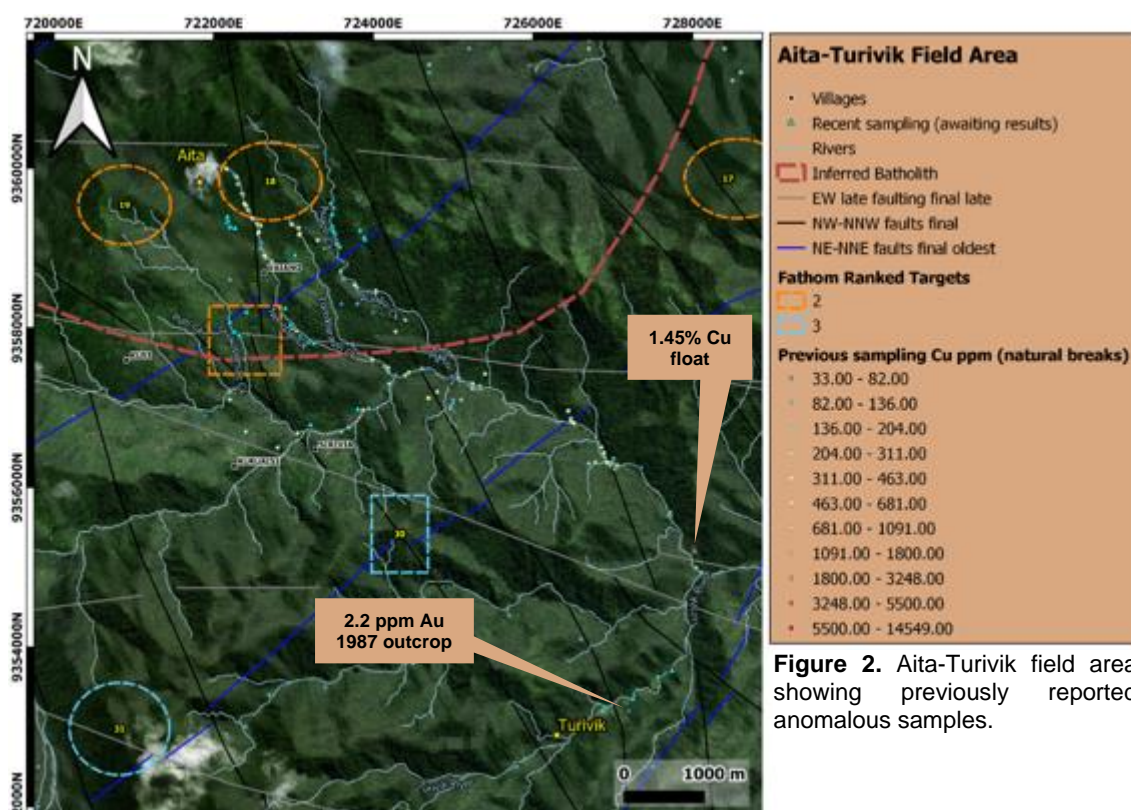 720000E 722000E 724000E 726000E 728000E
9360000N
9358000N
9356000N
9354000N
2000N
N
Aita
18
19
17
30
31
Turivik
1.45% Cu
float
2.2 ppm Au
1987 outcrop
0 1000 m
Aita-Turivik Field Area
Villages
Recent sampling (awaiting results)
Rivers
Inferred Batholith
EW late faulting final late
NW-NNW faults final
NE-NNE faults final oldest
Fathom Ranked Targets
2
3
Previous sampling Cu ppm (natural breaks)
33.00 - 82.00
82.00 - 136.00
136.00 - 204.00
204.00 - 311.00
311.00 - 463.00
463.00 - 681.00
681.00 - 1091.00
1091.00 - 1800.00
1800.00 - 3248.00
3248.00 - 5500.00
5500.00 - 14549.00
Figure 2. Aita-Turivik field area
showing previously reported
anomalous samples.